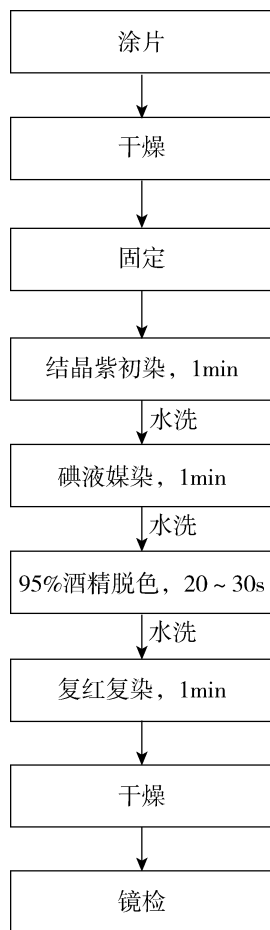 涂片
干燥
固定
结晶紫初染，1min
水洗
碘液媒染，1min
水洗
95%酒精脱色，20～30s
水洗
复红复染，1min
干燥
镜检